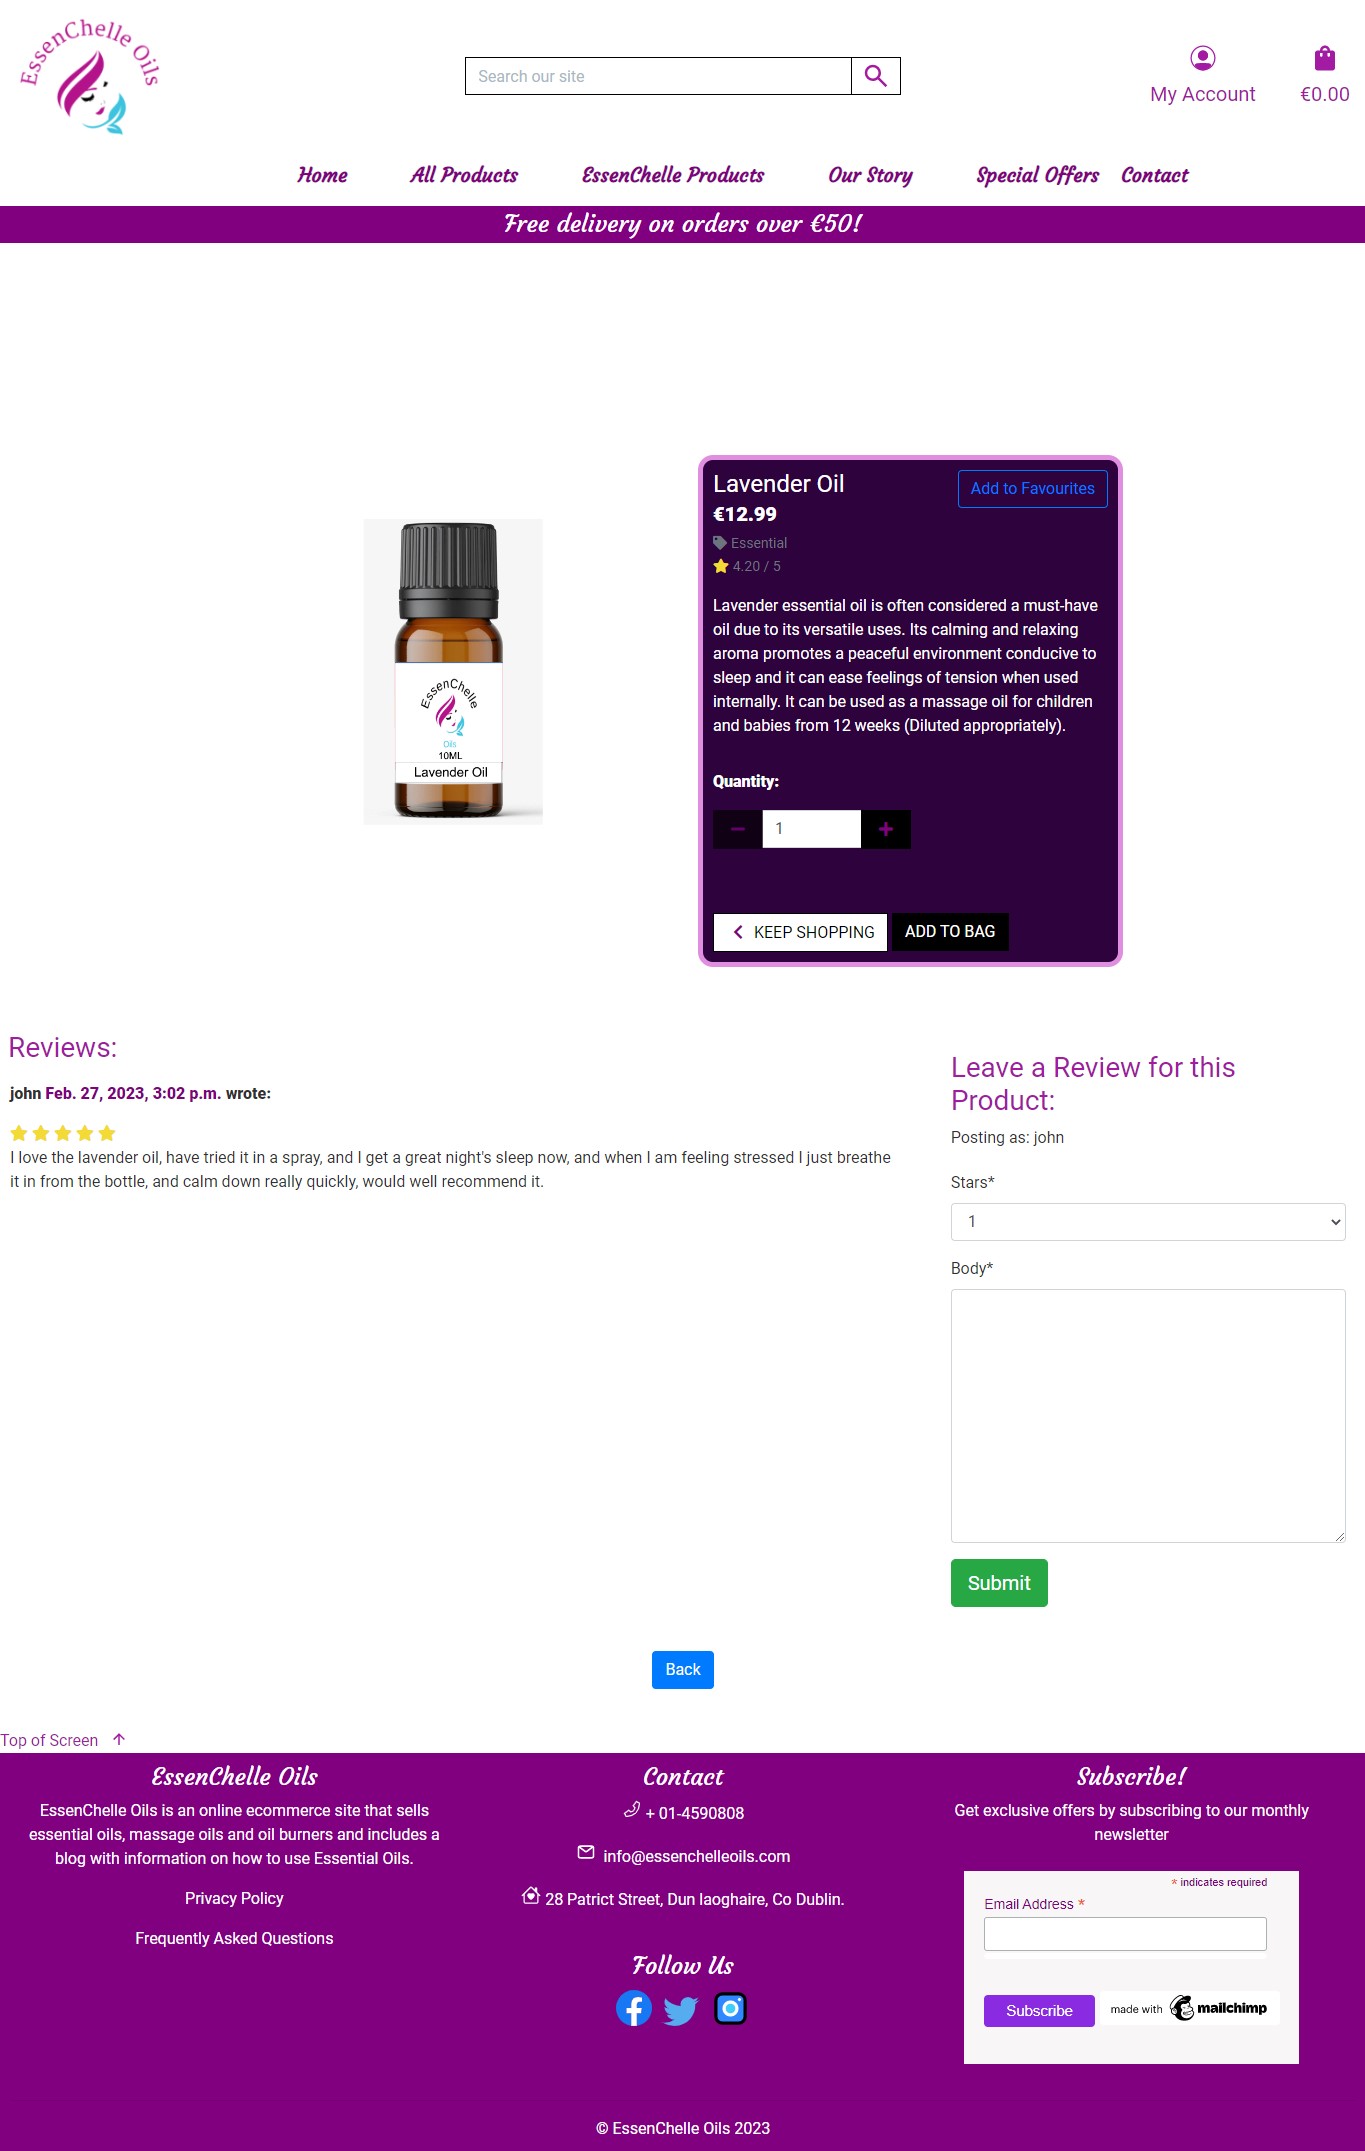 EssenChelle Oils
Search our site
My Account
€0.00
Home
All Products
EssenChelle Products
Our Story
Special Offers
Contact
Free delivery on orders over €50!
EssenChelle
Oils
10ML
Lavender Oil
Lavender Oil
Add to Favourites
€12.99
Essential
4.20 / 5
Lavender essential oil is often considered a must-have
oil due to its versatile uses. Its calming and relaxing
aroma promotes a peaceful environment conducive to
sleep and it can ease feelings of tension when used
internally. It can be used as a massage oil for children
and babies from 12 weeks (Diluted appropriately).
Quantity:
1
KEEP SHOPPING
ADD TO BAG
Reviews:
john Feb. 27, 2023, 3:02 p.m. wrote:
I love the lavender oil, have tried it in a spray, and I get a great night's sleep now, and when I am feeling stressed I just breathe
it in from the bottle, and calm down really quickly, would well recommend it.
Leave a Review for this
Product:
Posting as: john
Stars*
1
Body*
Submit
Back
Top of Screen
EssenChelle Oils
EssenChelle Oils is an online ecommerce site that sells
essential oils, massage oils and oil burners and includes a
blog with information on how to use Essential Oils.
Privacy Policy
Frequently Asked Questions
Contact
+ 01-4590808
info@essenchelleoils.com
28 Patrict Street, Dun laoghaire, Co Dublin.
Follow Us
Subscribe!
Get exclusive offers by subscribing to our monthly
newsletter
* indicates required
Email Address *
Subscribe
made with mailchimp
© EssenChelle Oils 2023